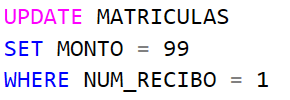 UPDATE MATRICULAS
SET MONTO = 99
WHERE NUM_RECIBO = 1